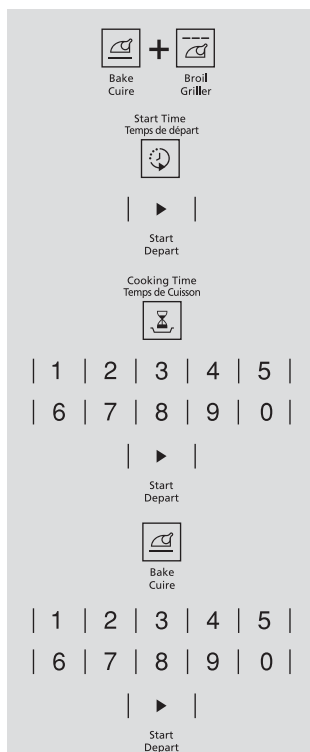 +
Bake Broil
Cuire Griller
Start Time
Temps de départ
Start
Depart
Cooking Time
Temps de Cuisson
| 1 | 2 | 3 | 4 | 5 |
| 6 | 7 | 8 | 9 | 0 |
Start
Depart
Bake
Cuire
| 1 | 2 | 3 | 4 | 5 |
| 6 | 7 | 8 | 9 | 0 |
Start
Depart